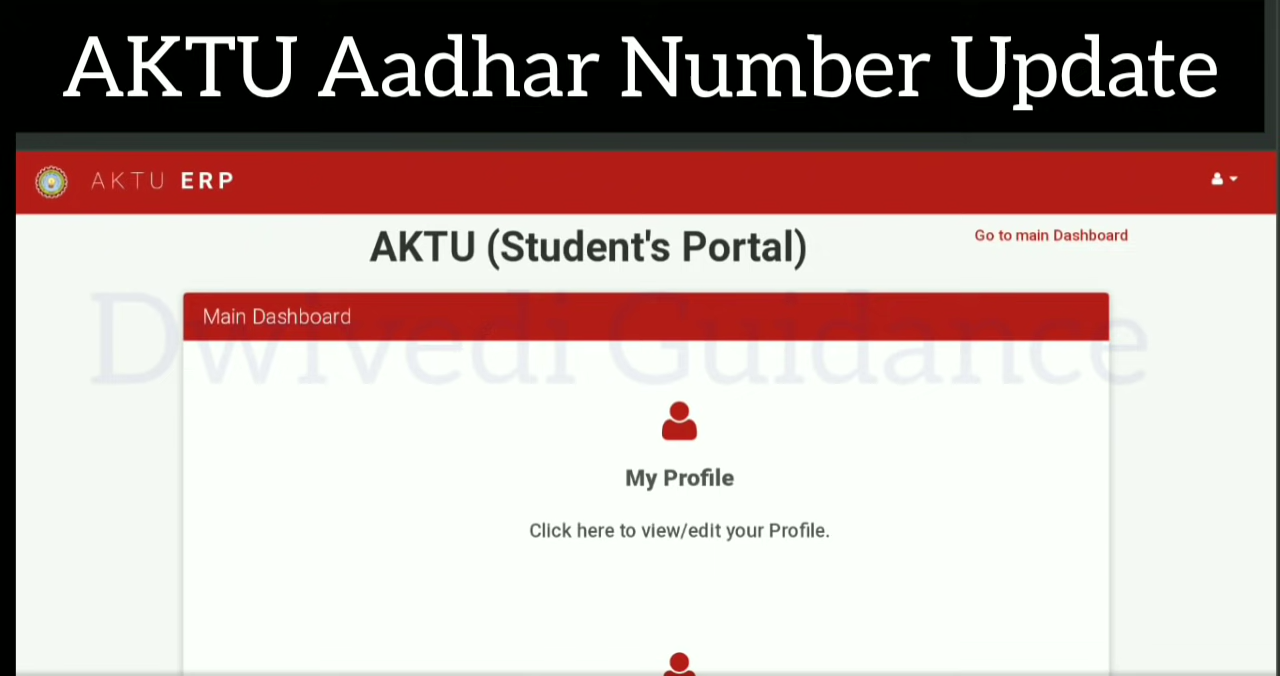 AKTU Aadhar Number Update
AKTU ERP
AKTU (Student's Portal)
Go to main Dashboard
Main Dashboard
Dwivedi Guidance
My Profile
Click here to view/edit your Profile.